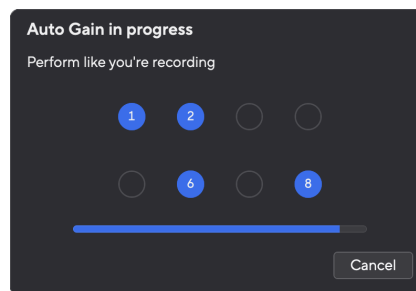 Auto Gain in progress
Perform like you're recording
1 2
6 8
Cancel